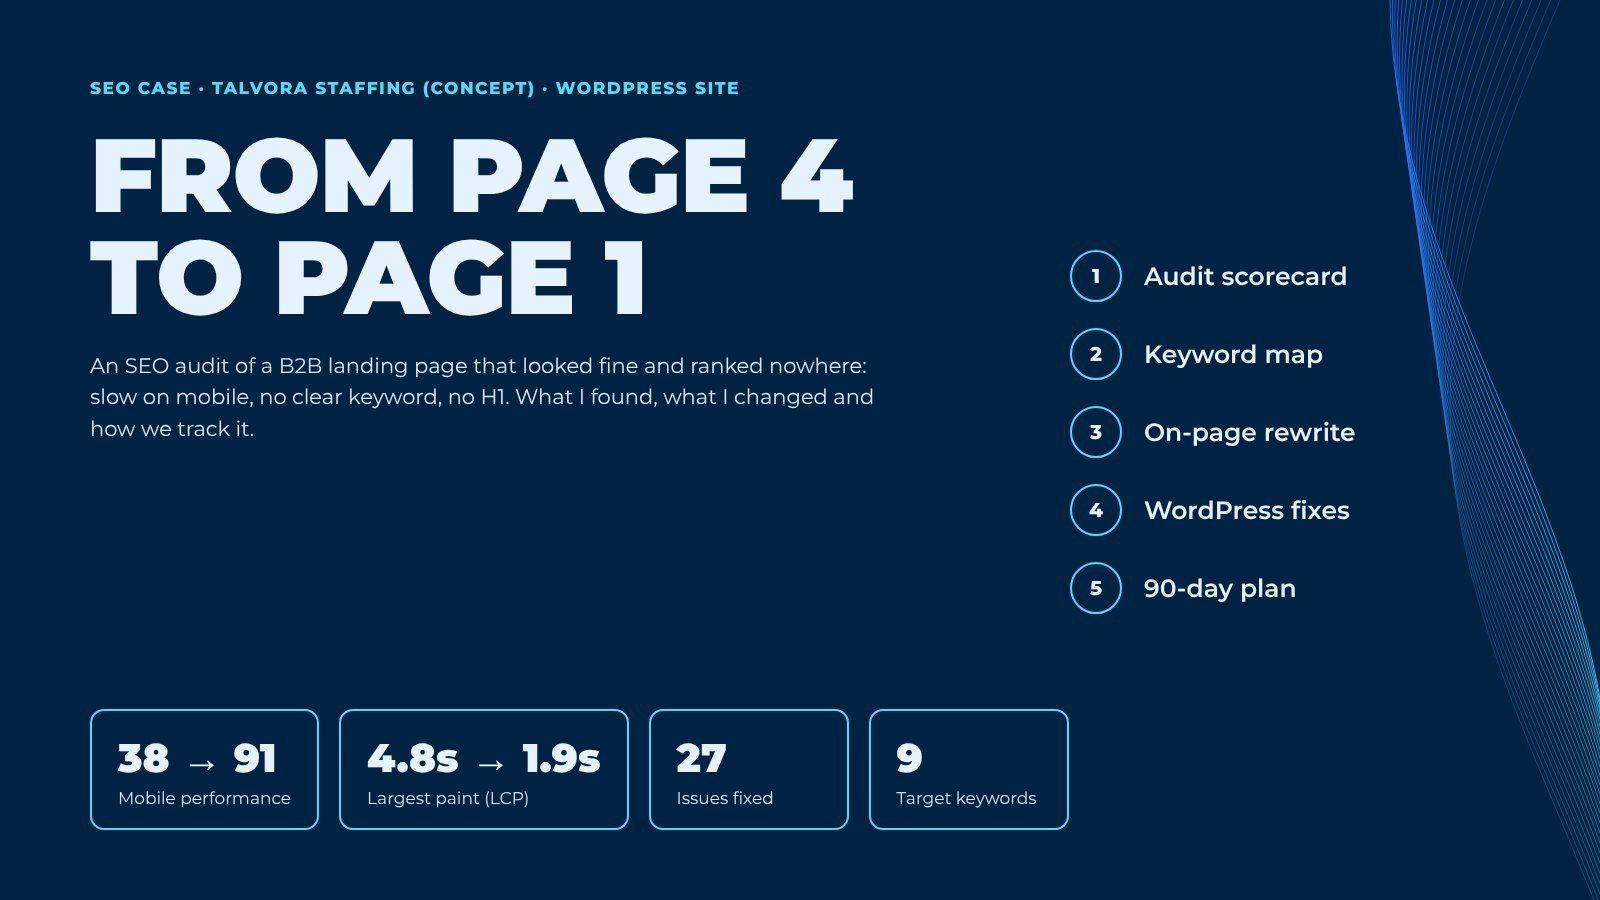 SEO CASE · TALVORA STAFFING (CONCEPT) · WORDPRESS SITE
FROM PAGE 4
TO PAGE 1
An SEO audit of a B2B landing page that looked fine and ranked nowhere:
slow on mobile, no clear keyword, no H1. What I found, what I changed and
how we track it.
1 Audit scorecard
2 Keyword map
3 On-page rewrite
4 WordPress fixes
5 90-day plan
38 → 91
Mobile performance
4.8s → 1.9s
Largest paint (LCP)
27
Issues fixed
9
Target keywords